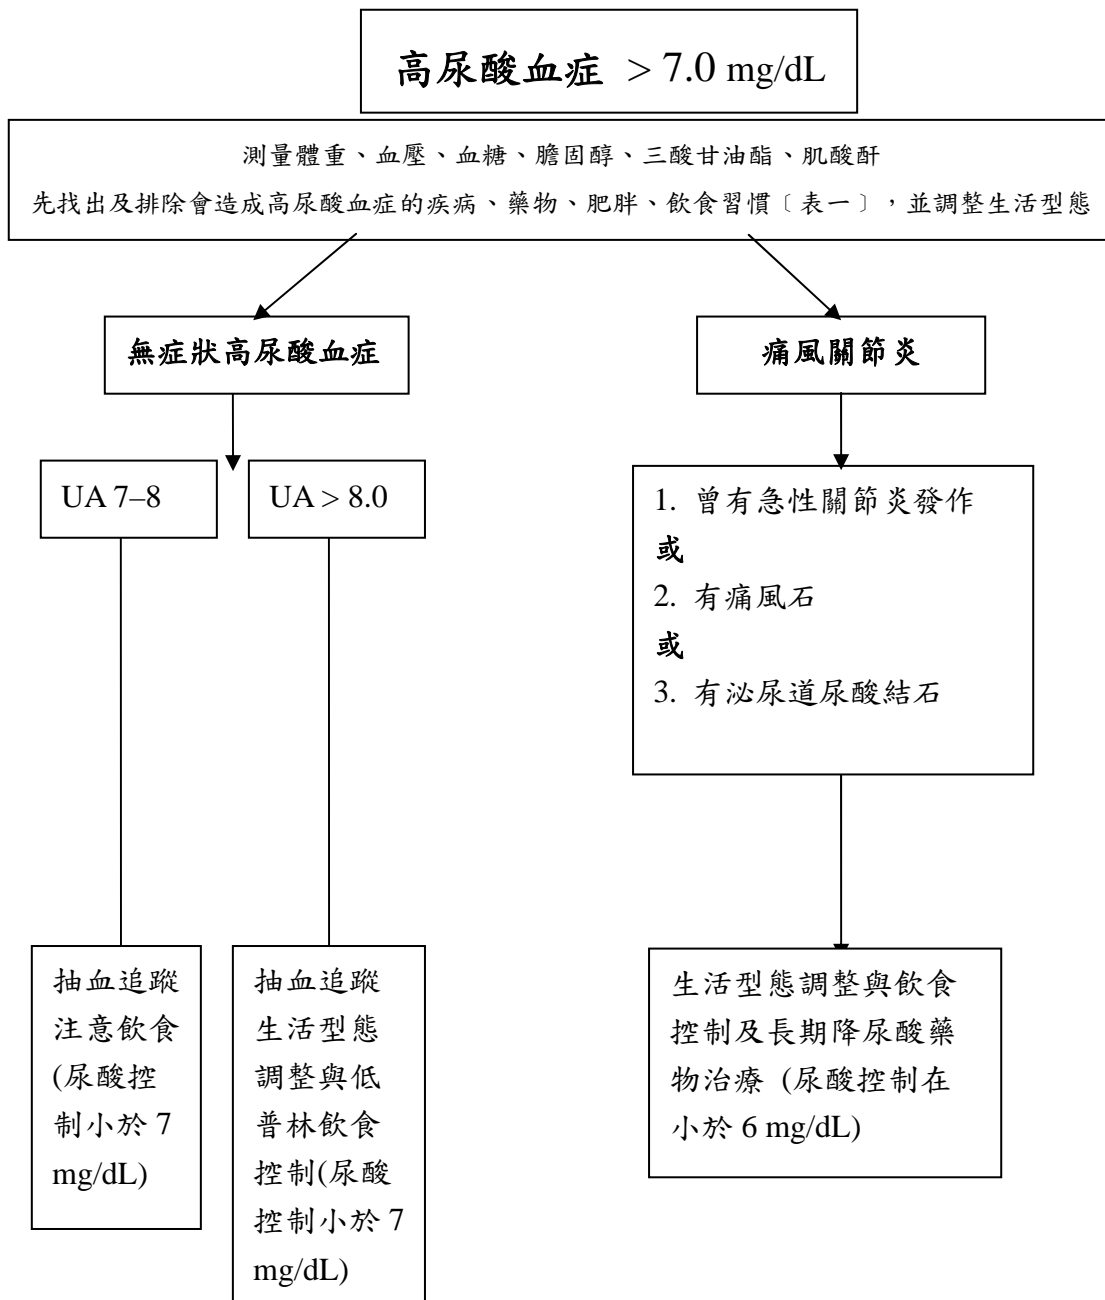 高尿酸血症 > 7.0 mg/dL
測量體重、血壓、血糖、膽固醇、三酸甘油酯、肌酸酐
先找出及排除會造成高尿酸血症的疾病、藥物、肥胖、飲食習慣〔表一〕，並調整生活型態
無症狀高尿酸血症
痛風關節炎
UA 7–8
UA > 8.0
1. 曾有急性關節炎發作
或
2. 有痛風石
或
3. 有泌尿道尿酸結石
抽血追蹤
注意飲食
(尿酸控
制小於 7
mg/dL)
抽血追蹤
生活型態
調整與低
普林飲食
控制(尿酸
控制小於 7
mg/dL)
生活型態調整與飲食
控制及長期降尿酸藥
物治療 (尿酸控制在
小於 6 mg/dL)